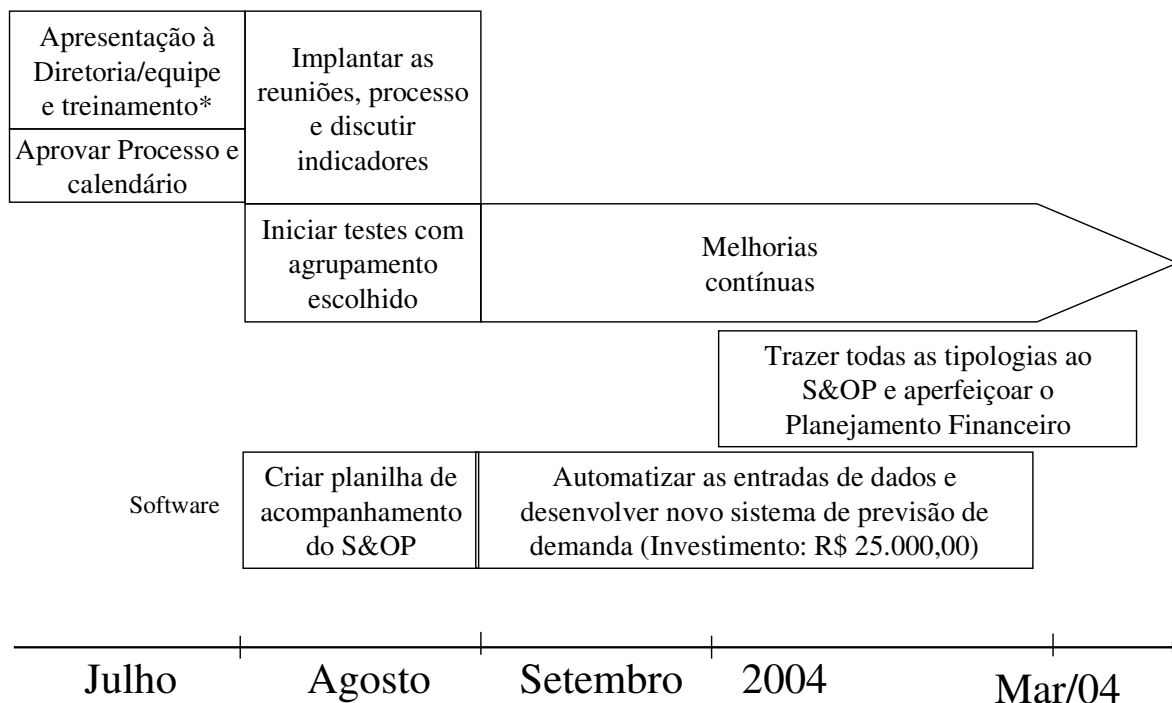 Apresentação à
Diretoria/equipe
e treinamento*
Aprovar Processo e
calendário
Implantar as
reuniões, processo
e discutir
indicadores
Iniciar testes com
agrupamento
escolhido
Melhorias
contínuas
Trazer todas as tipologias ao
S&OP e aperfeiçoar o
Planejamento Financeiro
Software
Criar planilha de
acompanhamento
do S&OP
Automatizar as entradas de dados e
desenvolver novo sistema de previsão de
demanda (Investimento: R$ 25.000,00)
Julho
Agosto
Setembro
2004
Mar/04